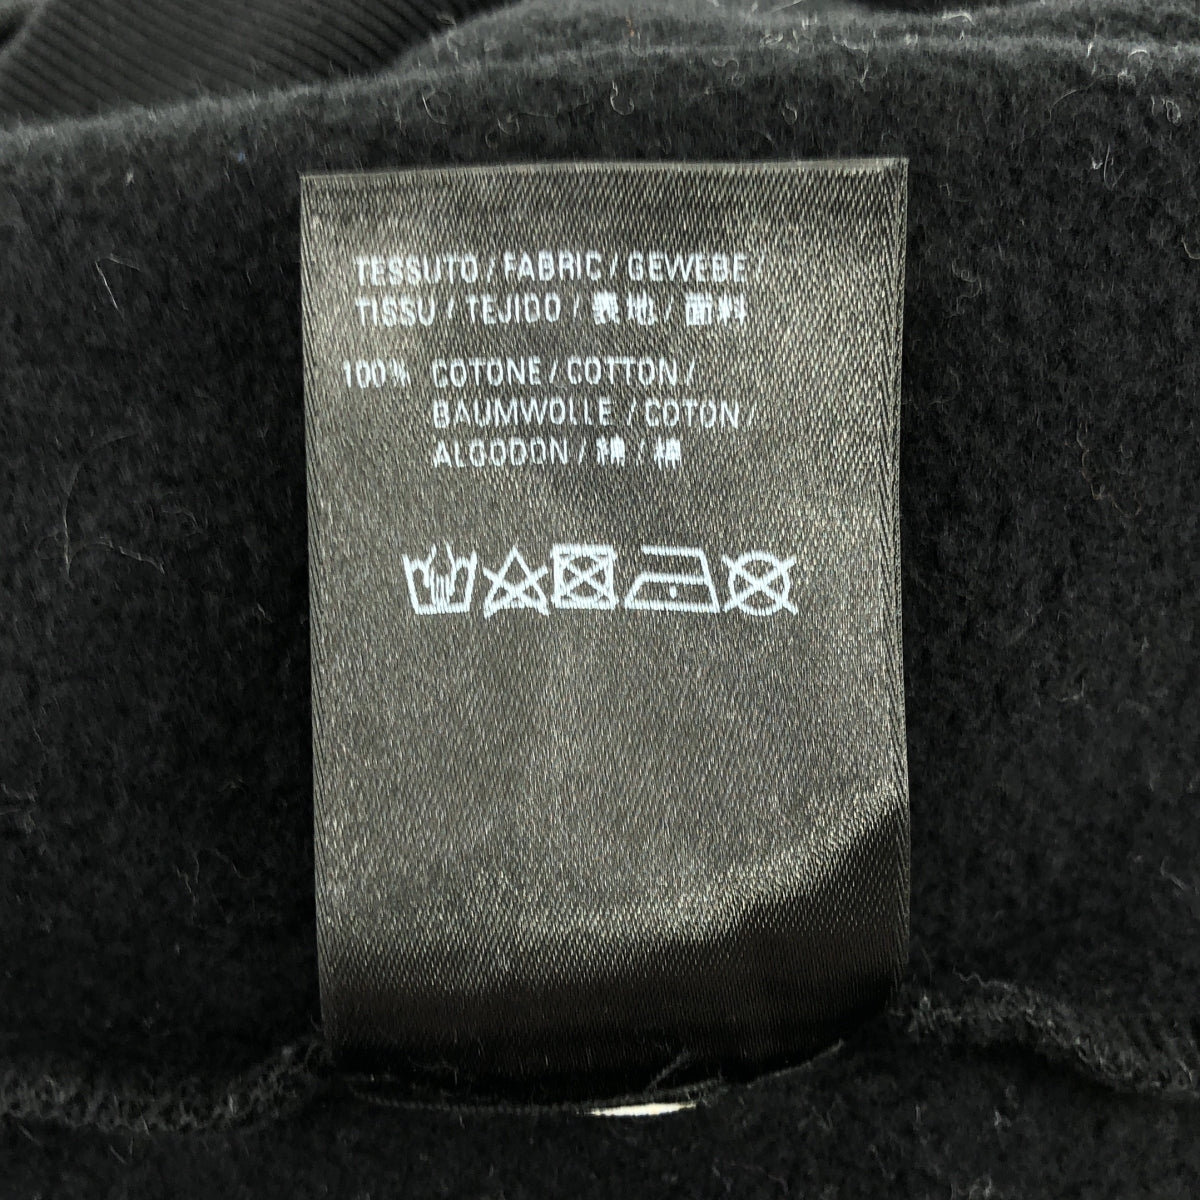 TESSUTO / FABRIC / GEWEBE /
TISSU / TEJIDO / 表地 / 面料
100% COTONE / COTTON /
BAUMWOLLE / COTON /
ALGODON / 綿 / 棉